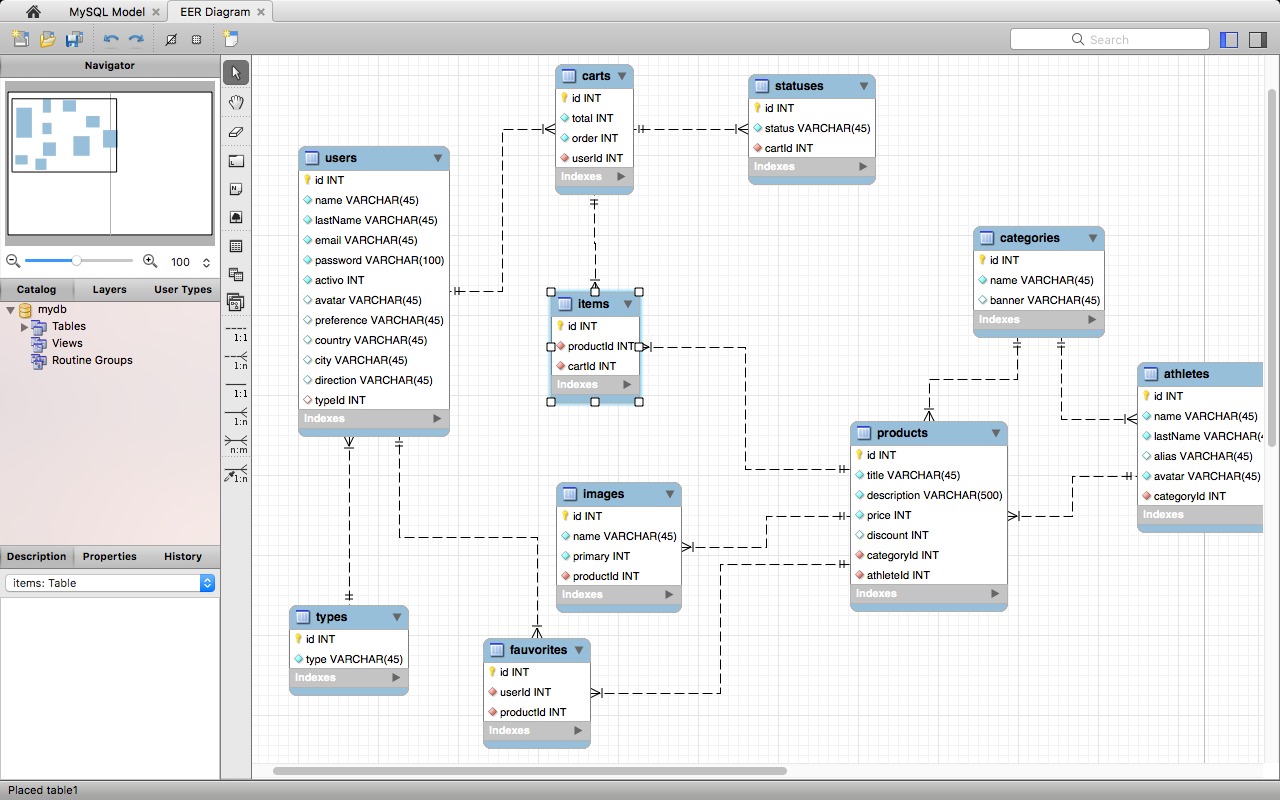 MySQL Model
EER Diagram
Search
Navigator
100
Catalog Layers User Types
mydb
Tables
Views
Routine Groups
Description Properties History
items: Table
Placed table1
1:1
1:n
1:1
1:n
n:m
1:n
users
id INT
name VARCHAR(45)
lastName VARCHAR(45)
email VARCHAR(45)
password VARCHAR(100)
activo INT
avatar VARCHAR(45)
preference VARCHAR(45)
country VARCHAR(45)
city VARCHAR(45)
direction VARCHAR(45)
typeId INT
Indexes
carts
id INT
total INT
order INT
userId INT
Indexes
statuses
id INT
status VARCHAR(45)
cartId INT
Indexes
items
id INT
productId INT
cartId INT
Indexes
categories
id INT
name VARCHAR(45)
banner VARCHAR(45)
Indexes
athletes
id INT
name VARCHAR(45)
lastName VARCHAR(
alias VARCHAR(45)
avatar VARCHAR(45)
categoryId INT
Indexes
products
id INT
title VARCHAR(45)
description VARCHAR(500)
price INT
discount INT
categoryId INT
athleteId INT
Indexes
images
id INT
name VARCHAR(45)
primary INT
productId INT
Indexes
types
id INT
type VARCHAR(45)
Indexes
fauvorites
id INT
userId INT
productId INT
Indexes